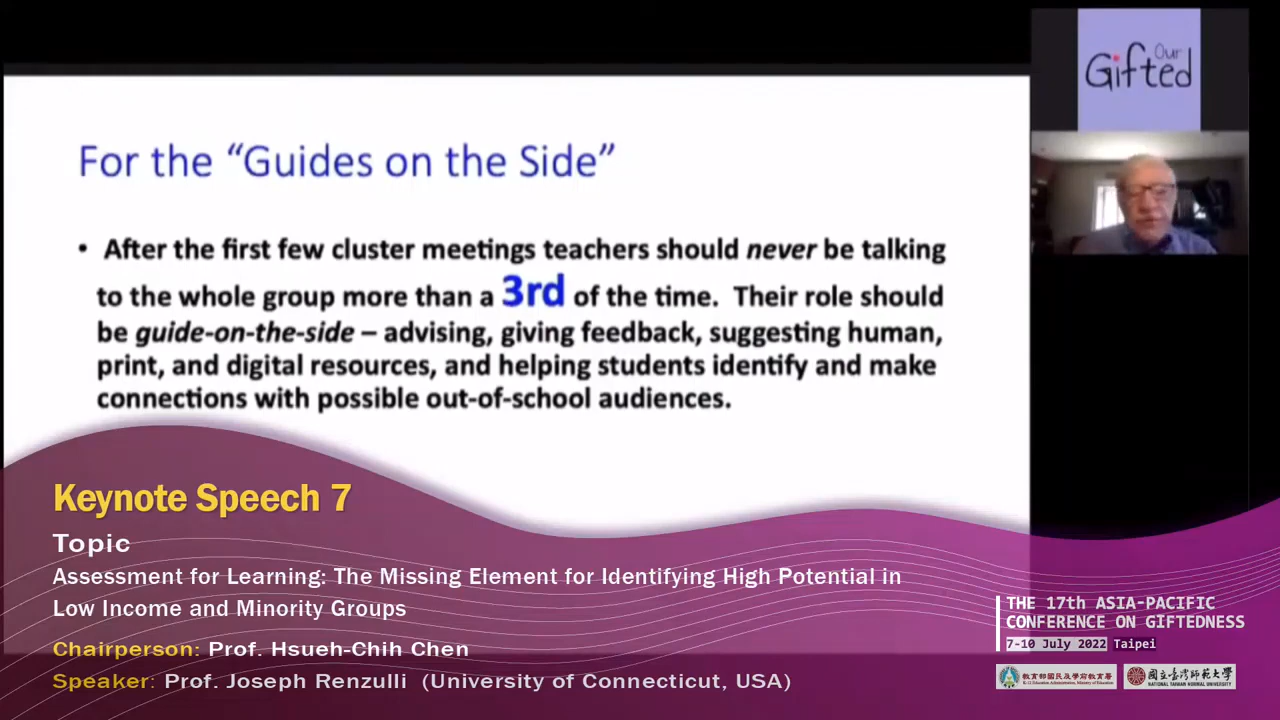 Our
Gifted
For the “Guides on the Side”
• After the first few cluster meetings teachers should never be talking
to the whole group more than a 3rd of the time. Their role should
be guide-on-the-side – advising, giving feedback, suggesting human,
print, and digital resources, and helping students identify and make
connections with possible out-of-school audiences.
Keynote Speech 7
Topic
Assessment for Learning: The Missing Element for Identifying High Potential in
Low Income and Minority Groups
Chairperson: Prof. Hsueh-Chih Chen
Speaker: Prof. Joseph Renzulli (University of Connecticut, USA)
THE 17th ASIA-PACIFIC
CONFERENCE ON GIFTEDNESS
7-10 July 2022 Taipei
教育部國民及學前教育署
K-12 Education Administration, Ministry of Education
國立臺灣師範大學
NATIONAL TAIWAN NORMAL UNIVERSITY